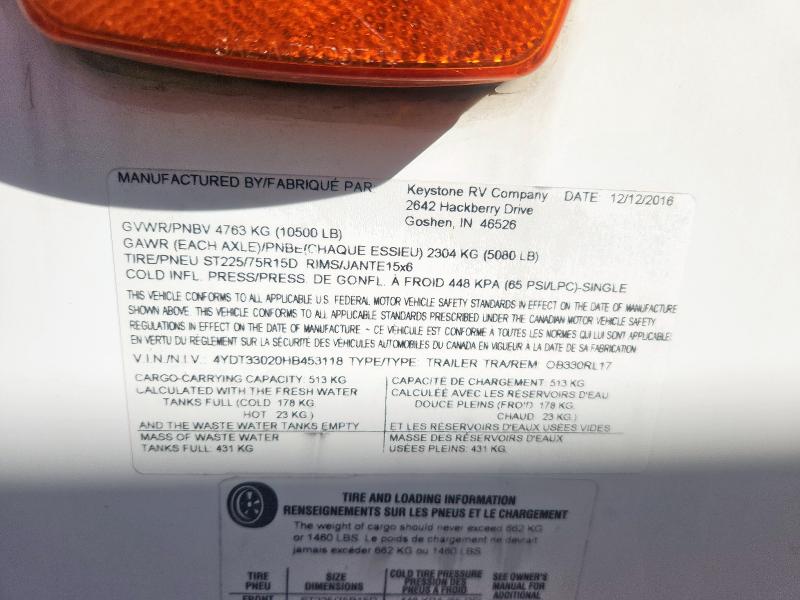 MANUFACTURED BY/FABRIQUÉ PAR: Keystone RV Company DATE: 12/12/2016
2642 Hackberry Drive
Goshen, IN 46526
GVWR/PNBV 4763 KG (10500 LB)
GAWR (EACH AXLE)/PNBE(CHAQUE ESSIEU) 2304 KG (5080 LB)
TIRE/PNEU ST225/75R15D RIMS/JANTE15x6
COLD INFL. PRESS/PRESS. DE GONFL. À FROID 448 KPA (65 PSI/LPC)-SINGLE
THIS VEHICLE CONFORMS TO ALL APPLICABLE U.S. FEDERAL MOTOR VEHICLE SAFETY STANDARDS IN EFFECT ON THE DATE OF MANUFACTURE
SHOWN ABOVE. THIS VEHICLE CONFORMS TO ALL APPLICABLE STANDARDS PRESCRIBED UNDER THE CANADIAN MOTOR VEHICLE SAFETY
REGULATIONS IN EFFECT ON THE DATE OF MANUFACTURE ~ CE VÉHICULE EST CONFORME A TOUTES LES NORMES QUI LUI SONT APPLICABLE
EN VERTU DU RÈGLEMENT SUR LA SÉCURITÉ DES VÉHICULES AUTOMOBILES DU CANADA EN VIGUEUR A LA DATE DE SA FABRICATION.
V.I.N./N.I.V.: 4YDT33020HB453118 TYPE/TYPE: TRAILER TRA/REM: OB330RL17
CARGO-CARRYING CAPACITY: 513 KG
CALCULATED WITH THE FRESH WATER
TANKS FULL (COLD 178 KG
HOT 23 KG.)
AND THE WASTE WATER TANKS EMPTY
MASS OF WASTE WATER
TANKS FULL: 431 KG
CAPACITÉ DE CHARGEMENT: 513 KG
CALCULÉE AVEC LES RÉSERVOIRS D'EAU
DOUCE PLEINS (FROID: 178 KG.
CHAUD: 23 KG.)
ET LES RÉSERVOIRS D'EAUX USÉES VIDES
MASSE DES RÉSERVOIRS D'EAUX
USÉES PLEINS: 431 KG
TIRE AND LOADING INFORMATION
RENSEIGNEMENTS SUR LES PNEUS ET LE CHARGEMENT
The weight of cargo should never exceed 662 KG
or 1460 LBS. Le poids de chargement ne devrait
jamais excéder 662 KG ou 1460 LBS.
TIRE
PNEU
SIZE
DIMENSIONS
COLD TIRE PRESSURE
PRESSION DES
PNEUS À FROID
SEE OWNER'S
MANUAL FOR
ADDITIONAL
FRONT
ST225/75R15D